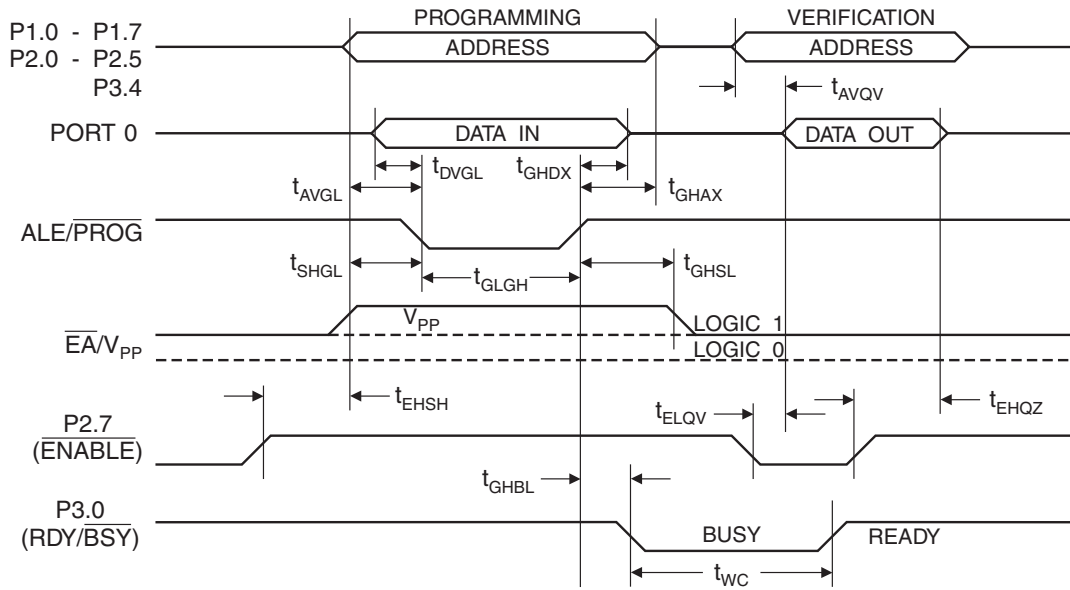 PROGRAMMING
VERIFICATION
P1.0 - P1.7
P2.0 - P2.5
P3.4
ADDRESS
ADDRESS
tAVQV
PORT 0
DATA IN
DATA OUT
tDVGL
tGHDX
tAVGL
tGHAX
ALE/PROG
tSHGL
tGLGH
tGHSL
VPP
LOGIC 1
EA/VPP
LOGIC 0
tEHSH
tELQV
tEHQZ
P2.7
(ENABLE)
tGHBL
P3.0
(RDY/BSY)
BUSY
READY
tWC